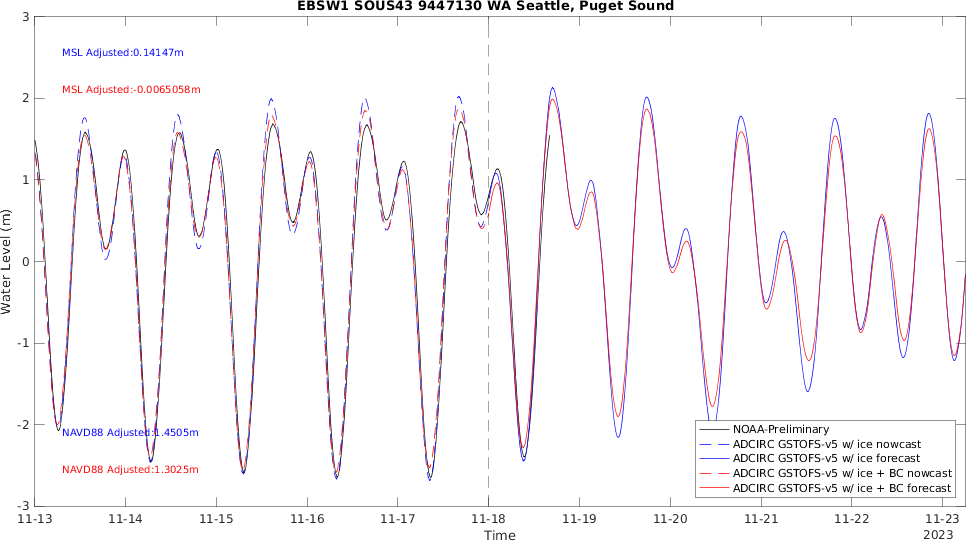 EBSW1 SOUS43 9447130 WA Seattle, Puget Sound
3
MSL Adjusted:0.14147m
2
MSL Adjusted:-0.0065058m
1
Water Level (m)
0
-1
-2
NAVD88 Adjusted:1.4505m
NAVD88 Adjusted:1.3025m
-3
NOAA-Preliminary
ADCIRC GSTOFS-v5 w/ ice nowcast
ADCIRC GSTOFS-v5 w/ ice forecast
ADCIRC GSTOFS-v5 w/ ice + BC nowcast
ADCIRC GSTOFS-v5 w/ ice + BC forecast
11-13 11-14 11-15 11-16 11-17 11-18 11-19 11-20 11-21 11-22 11-23
Time
2023